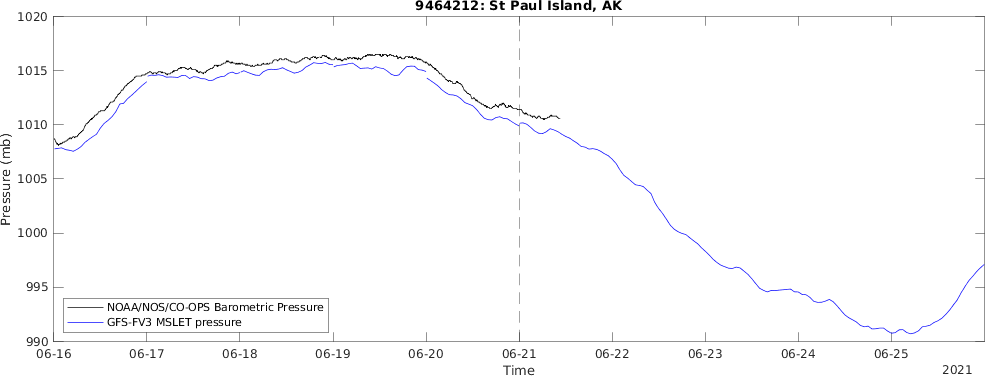 9464212: St Paul Island, AK
1020
1015
1010
1005
1000
995
990
Pressure (mb)
NOAA/NOS/CO-OPS Barometric Pressure
GFS-FV3 MSLET pressure
06-16 06-17 06-18 06-19 06-20 06-21 06-22 06-23 06-24 06-25
Time
2021